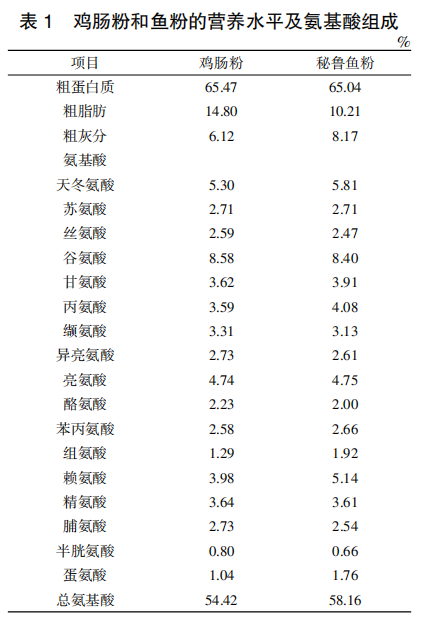 表 1 鸡肠粉和鱼粉的营养水平及氨基酸组成
%
项目 鸡肠粉 秘鲁鱼粉
粗蛋白质 65.47 65.04
粗脂肪 14.80 10.21
粗灰分 6.12 8.17
氨基酸
天冬氨酸 5.30 5.81
苏氨酸 2.71 2.71
丝氨酸 2.59 2.47
谷氨酸 8.58 8.40
甘氨酸 3.62 3.91
丙氨酸 3.59 4.08
缬氨酸 3.31 3.13
异亮氨酸 2.73 2.61
亮氨酸 4.74 4.75
酪氨酸 2.23 2.00
苯丙氨酸 2.58 2.66
组氨酸 1.29 1.92
赖氨酸 3.98 5.14
精氨酸 3.64 3.61
脯氨酸 2.73 2.54
半胱氨酸 0.80 0.66
蛋氨酸 1.04 1.76
总氨基酸 54.42 58.16